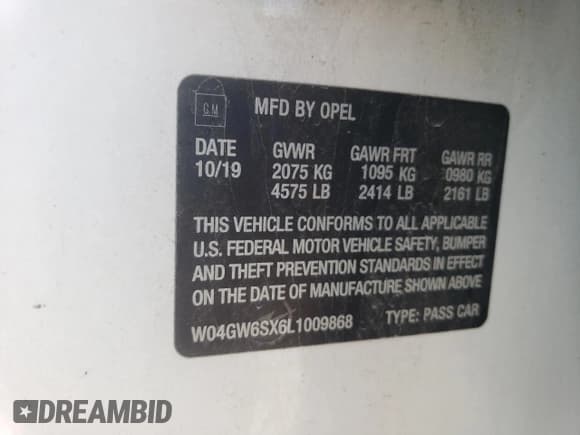 GM
MFD BY OPEL
DATE GVWR GAWR FRT GAWR RR
10/19 2075 KG 1095 KG 0980 KG
4575 LB 2414 LB 2161 LB
THIS VEHICLE CONFORMS TO ALL APPLICABLE
U.S. FEDERAL MOTOR VEHICLE SAFETY, BUMPER
AND THEFT PREVENTION STANDARDS IN EFFECT
ON THE DATE OF MANUFACTURE SHOWN ABOVE
W04GW6SX6L1009868 TYPE: PASS CAR
DREAMBID